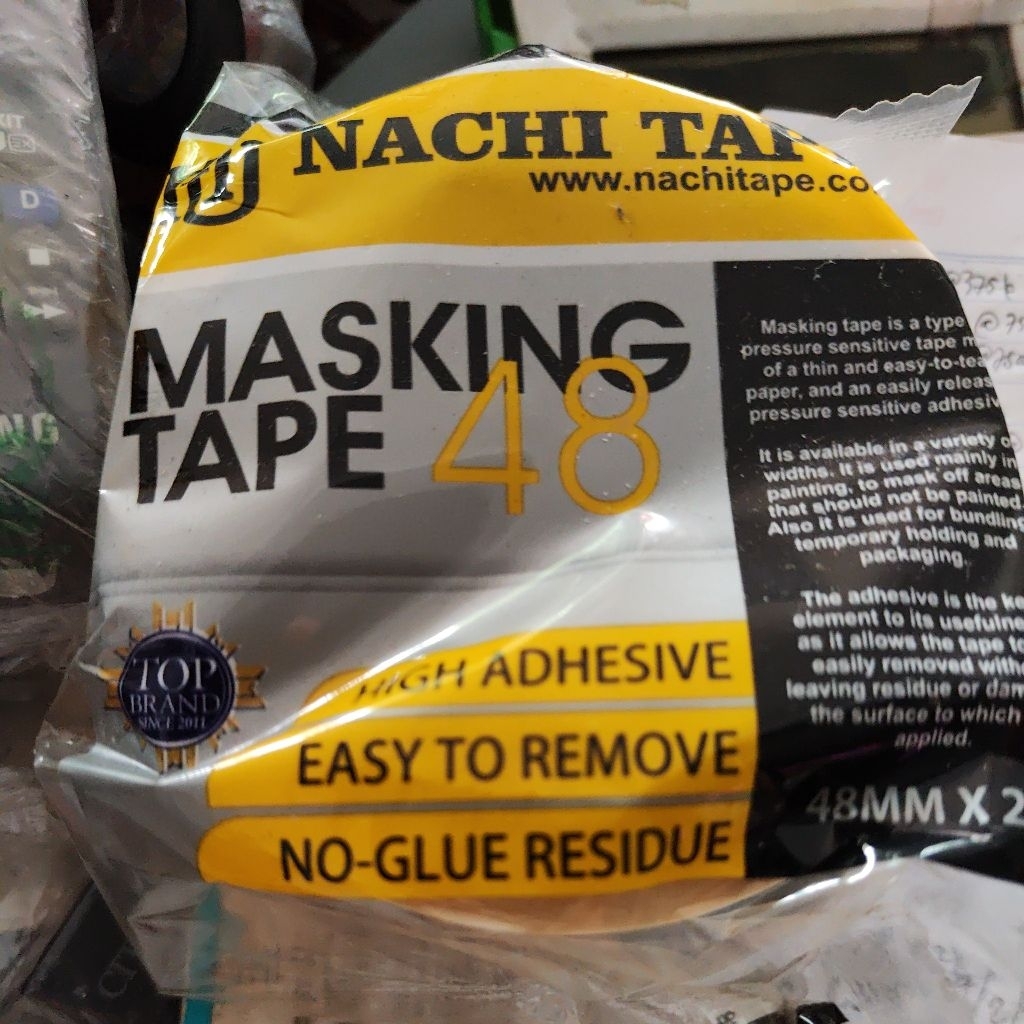 NACHI TAP
www.nachitape.co
MASKING
TAPE 48
Masking tape is a type
pressure sensitive tape m
of a thin and easy-to-tea
paper, and an easily releas
pressure sensitive adhesiv
It is available in a variety o
widths. It is used mainly in
painting, to mask off areas
that should not be painted.
Also it is used for bundling
temporary holding and
packaging.
The adhesive is the ke
element to its usefulne
as it allows the tape to
easily removed witho
leaving residue or dam
the surface to which
applied.
TOP
BRAND
SINCE 2011
HIGH ADHESIVE
EASY TO REMOVE
NO-GLUE RESIDUE
48MM X 2
D
NG